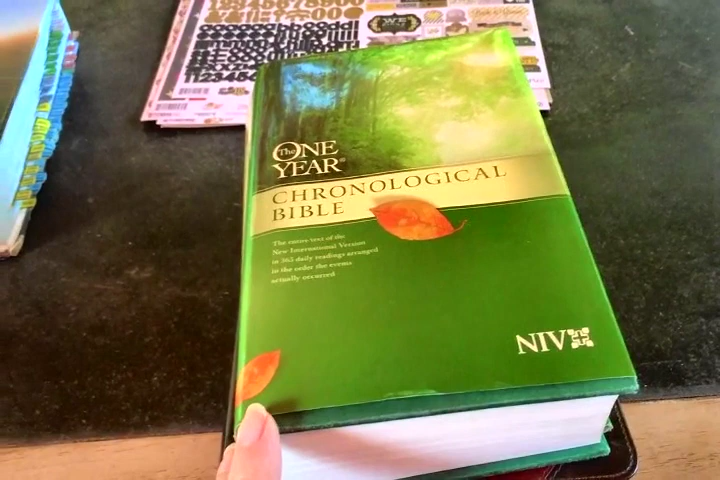 The ONE
YEAR®
CHRONOLOGICAL
BIBLE
The entire text of the
New International Version
in 365 daily readings arranged
in the order the events
actually occurred
NIV
WE